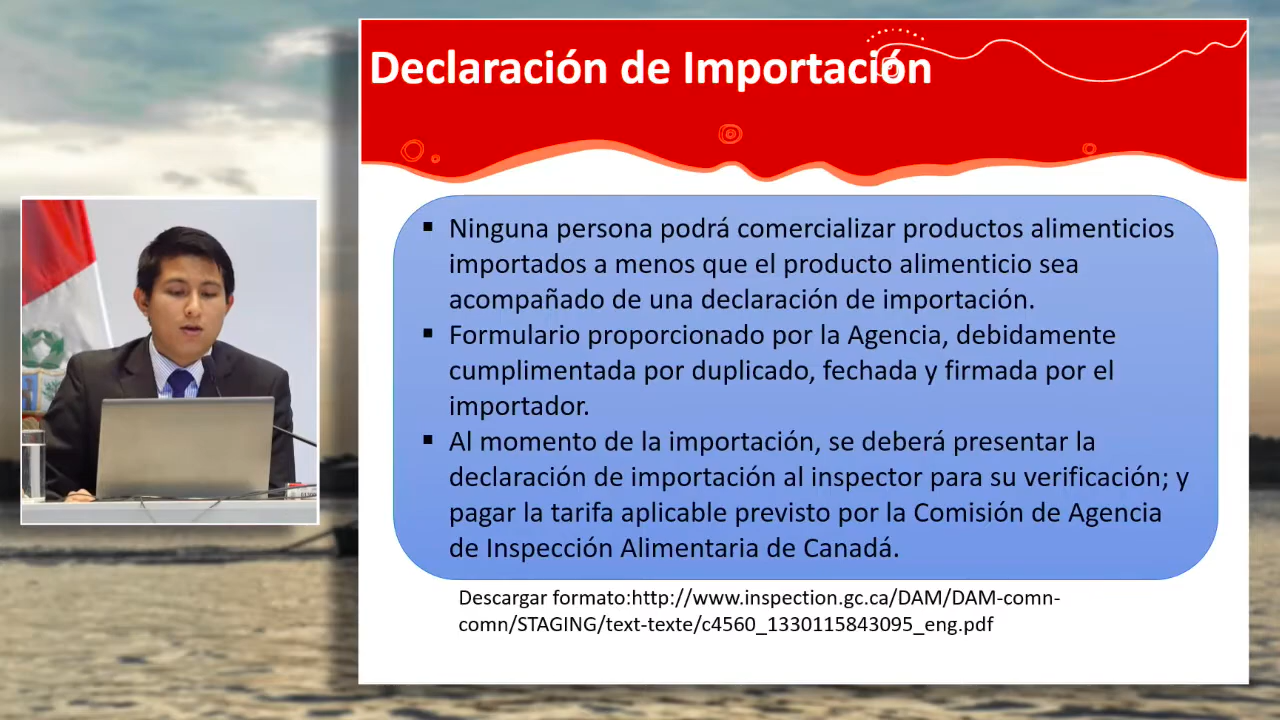 Declaración de Importación
▪ Ninguna persona podrá comercializar productos alimenticios
importados a menos que el producto alimenticio sea
acompañado de una declaración de importación.
▪ Formulario proporcionado por la Agencia, debidamente
cumplimentada por duplicado, fechada y firmada por el
importador.
▪ Al momento de la importación, se deberá presentar la
declaración de importación al inspector para su verificación; y
pagar la tarifa aplicable previsto por la Comisión de Agencia
de Inspección Alimentaria de Canadá.
Descargar formato:http://www.inspection.gc.ca/DAM/DAM-comn-
comn/STAGING/text-texte/c4560_1330115843095_eng.pdf